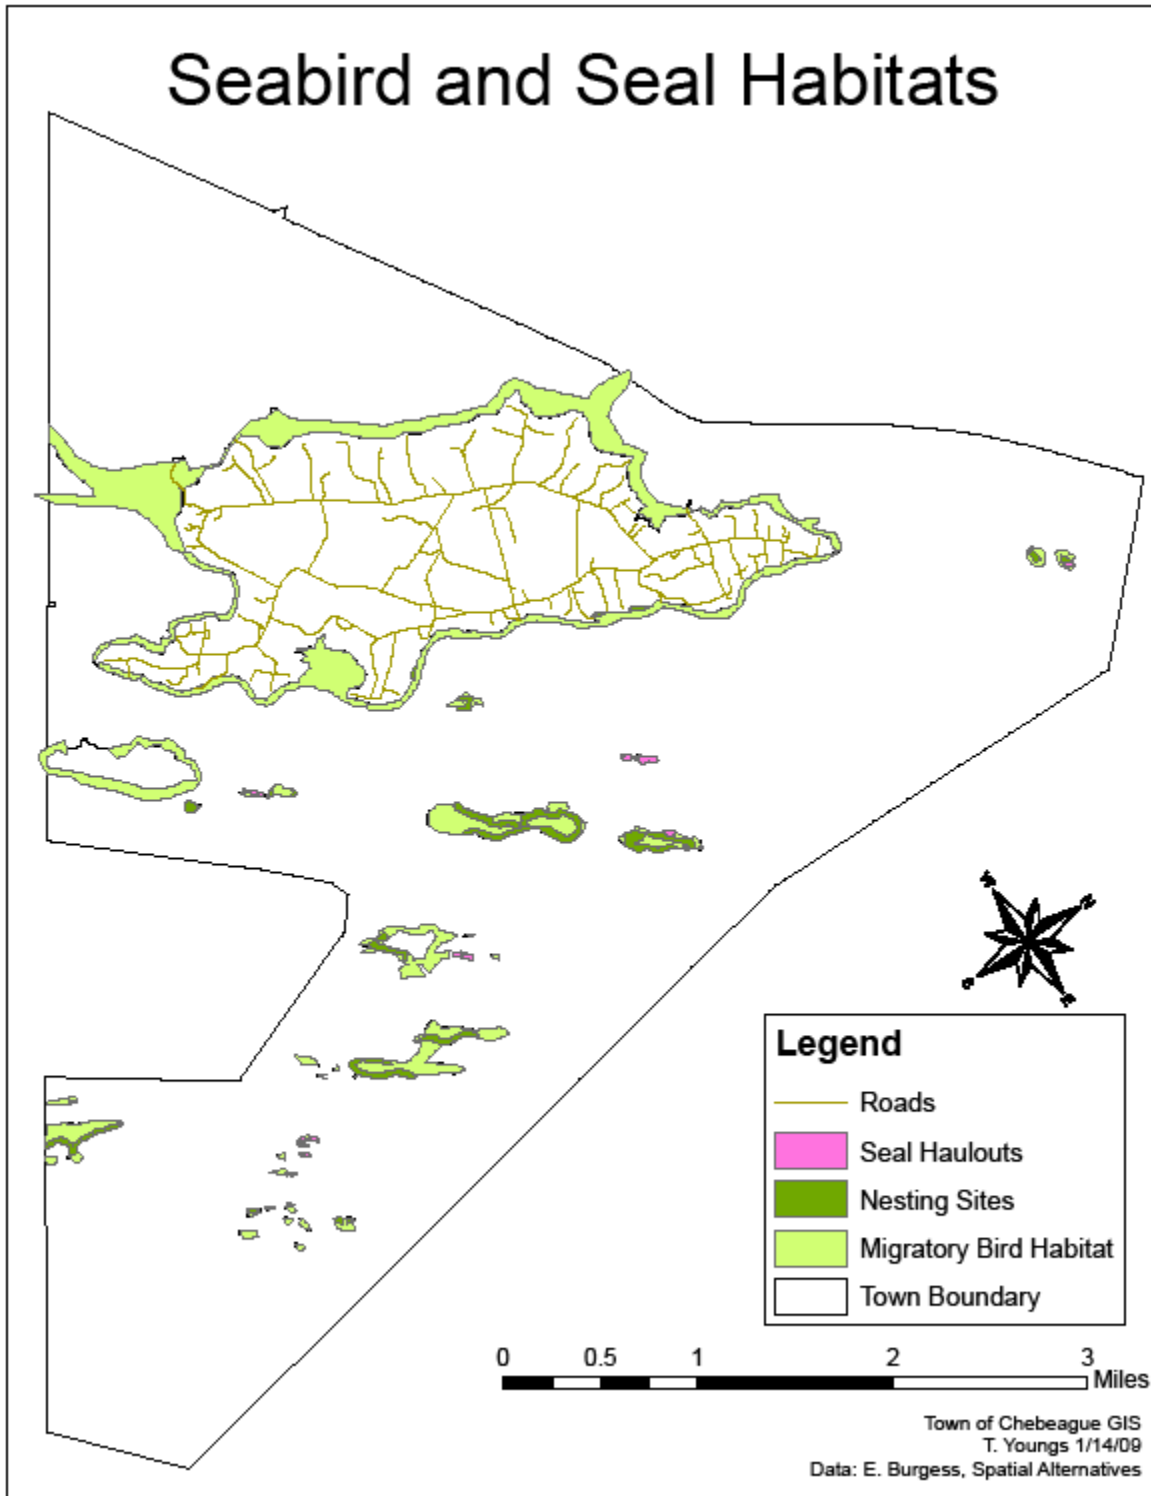 Seabird and Seal Habitats
Legend
Roads
Seal Haulouts
Nesting Sites
Migratory Bird Habitat
Town Boundary
0 0.5 1 2 3
Miles
Town of Chebeague GIS
T. Youngs 1/14/09
Data: E. Burgess, Spatial Alternatives